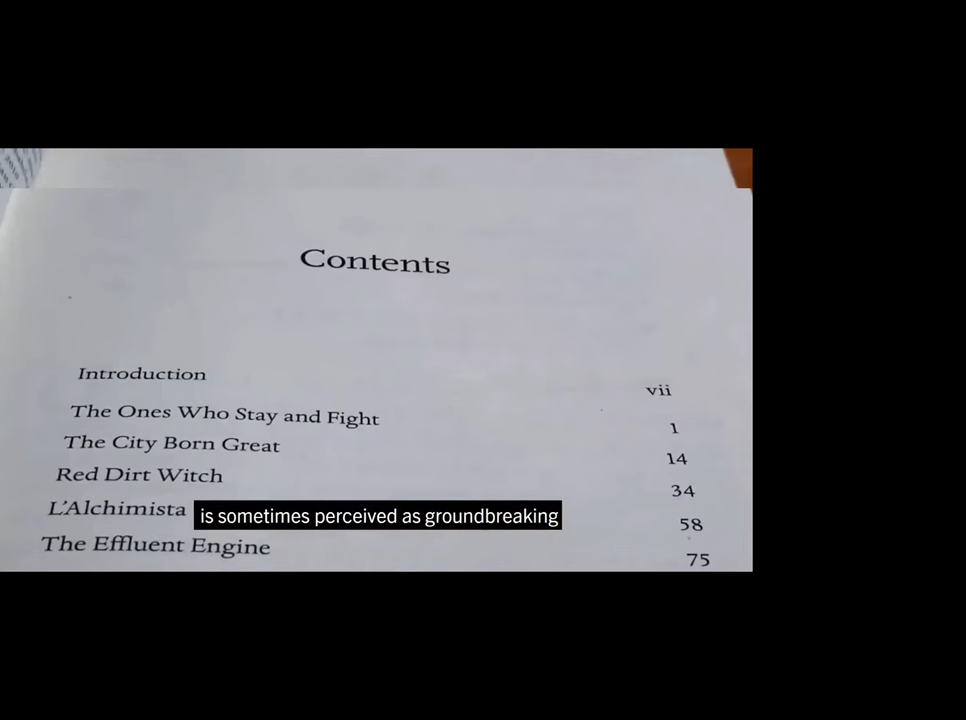 Contents
Introduction vii
The Ones Who Stay and Fight 1
The City Born Great 14
Red Dirt Witch 34
L'Alchimista 58
is sometimes perceived as groundbreaking
The Effluent Engine 75